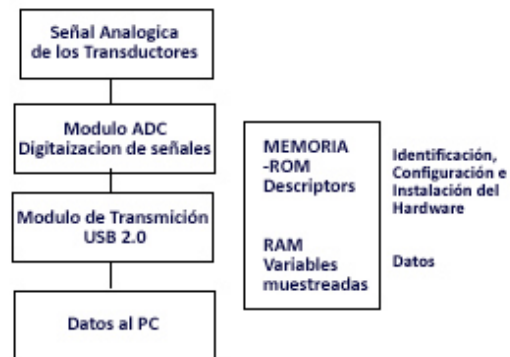 Señal Analogica
de los Transductores
Modulo ADC
Digitaizacion de señales
Modulo de Transmición
USB 2.0
Datos al PC
MEMORIA
-ROM
Descriptors
RAM
Variables
muestreadas
Identificación,
Configuración e
Instalación del
Hardware
Datos